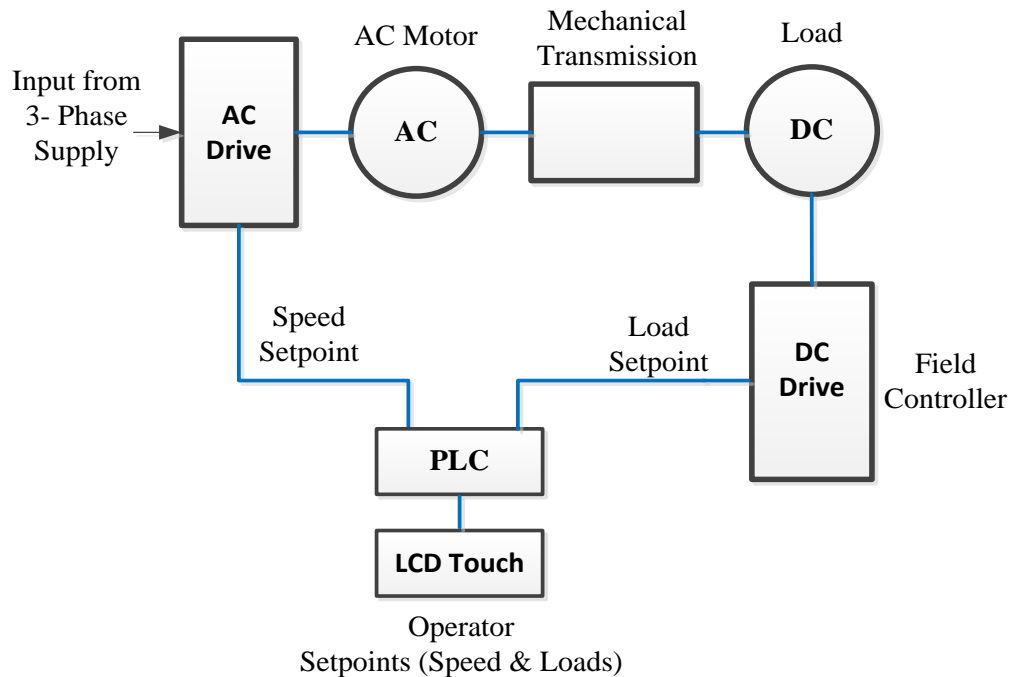 AC Motor
Mechanical
Transmission
Load
Input from
3- Phase
Supply
AC
Drive
AC
DC
Speed
Setpoint
Load
Setpoint
DC
Drive
Field
Controller
PLC
LCD Touch
Operator
Setpoints (Speed & Loads)